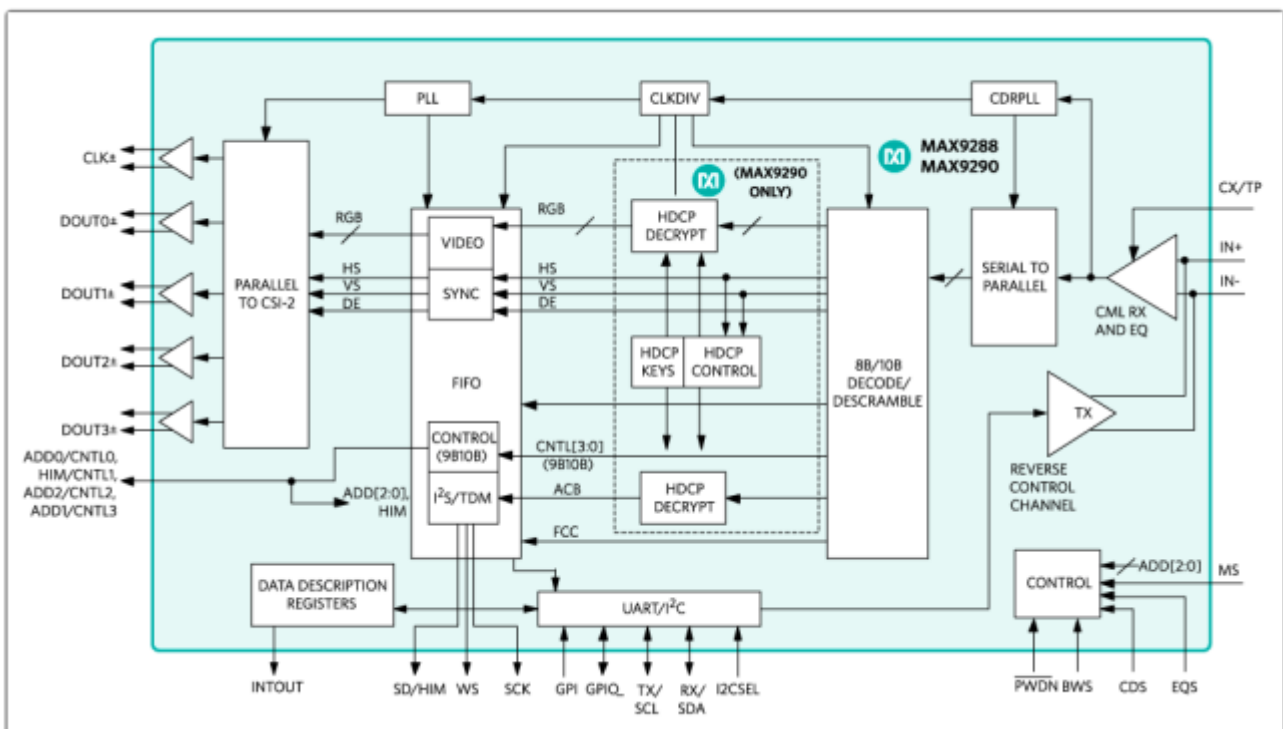 PLL
CLKDIV
CDRPLL
MAX9288
MAX9290
(MAX9290
ONLY)
CX/TP
IN+
IN-
CLK±
DOUT0±
DOUT1±
DOUT2±
DOUT3±
PARALLEL
TO CSI-2
RGB
HS
VS
DE
VIDEO
SYNC
FIFO
CONTROL
(9B10B)
I²S/TDM
RGB
HS
VS
DE
HDCP
DECRYPT
HDCP
KEYS
HDCP
CONTROL
CNTL[3:0]
(9B10B)
ACB
HDCP
DECRYPT
FCC
8B/10B
DECODE/
DESCRAMBLE
SERIAL TO
PARALLEL
CML RX
AND EQ
TX
REVERSE
CONTROL
CHANNEL
ADD0/CNTL0,
HIM/CNTL1,
ADD2/CNTL2,
ADD1/CNTL3
ADD[2:0],
HIM
DATA DESCRIPTION
REGISTERS
UART/I²C
CONTROL
ADD[2:0]
MS
INTOUT
SD/HIM
WS
SCK
GPI
GPIQ_
TX/
SCL
RX/
SDA
I2CSEL
PWDN
BWS
CDS
EQS